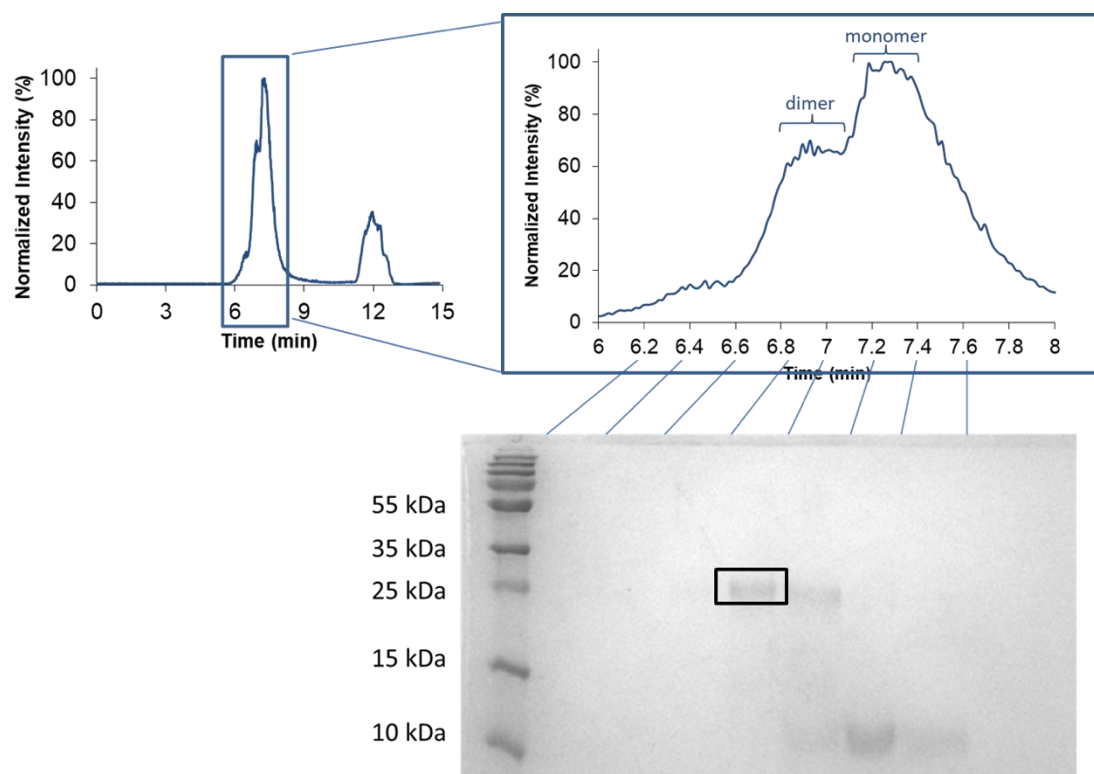 Normalized Intensity (%)
100
80
60
40
20
0
0 3 6 9 12 15
Time (min)
Normalized Intensity (%)
monomer
dimer
100
80
60
40
20
0
6 6.2 6.4 6.6 6.8 7 7.2 7.4 7.6 7.8 8
Time (min)
55 kDa
35 kDa
25 kDa
15 kDa
10 kDa